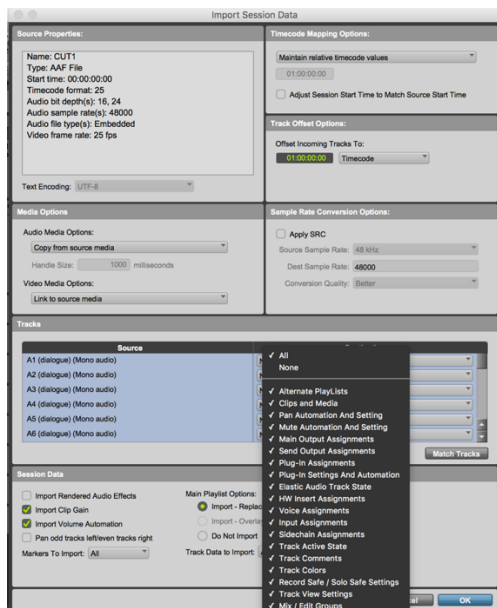 Import Session Data
Source Properties:
Name: CUT1
Type: AAF File
Start time: 00:00:00:00
Timecode format: 25
Audio bit depth(s): 16, 24
Audio sample rate(s): 48000
Audio file type(s): Embedded
Video frame rate: 25 fps
Text Encoding: UTF-8
Timecode Mapping Options:
Maintain relative timecode values
01:00:00:00
Adjust Session Start Time to Match Source Start Time
Track Offset Options:
Offset Incoming Tracks To:
01:00:00:00 Timecode
Media Options
Audio Media Options:
Copy from source media
Handle Size: 1000 milliseconds
Video Media Options:
Link to source media
Sample Rate Conversion Options:
Apply SRC
Source Sample Rate: 48 kHz
Dest Sample Rate: 48000
Conversion Quality: Better
Tracks
Source
A1 (dialogue) (Mono audio)
A2 (dialogue) (Mono audio)
A3 (dialogue) (Mono audio)
A4 (dialogue) (Mono audio)
A5 (dialogue) (Mono audio)
A6 (dialogue) (Mono audio)
Match Tracks
Session Data
Import Rendered Audio Effects
Import Clip Gain
Import Volume Automation
Pan odd tracks left/even tracks right
Markers To Import: All
Main Playlist Options:
Import - Replac
Import - Overla
Do Not Import
Track Data to Import:
✓ All
None
✓ Alternate PlayLists
✓ Clips and Media
✓ Pan Automation And Setting
✓ Mute Automation And Setting
✓ Main Output Assignments
✓ Send Output Assignments
✓ Plug-In Assignments
✓ Plug-In Settings And Automation
✓ Elastic Audio Track State
✓ HW Insert Assignments
✓ Voice Assignments
✓ Input Assignments
✓ Sidechain Assignments
✓ Track Active State
✓ Track Comments
✓ Track Colors
✓ Record Safe / Solo Safe Settings
✓ Track View Settings
✓ Mix / Edit Groups
OK